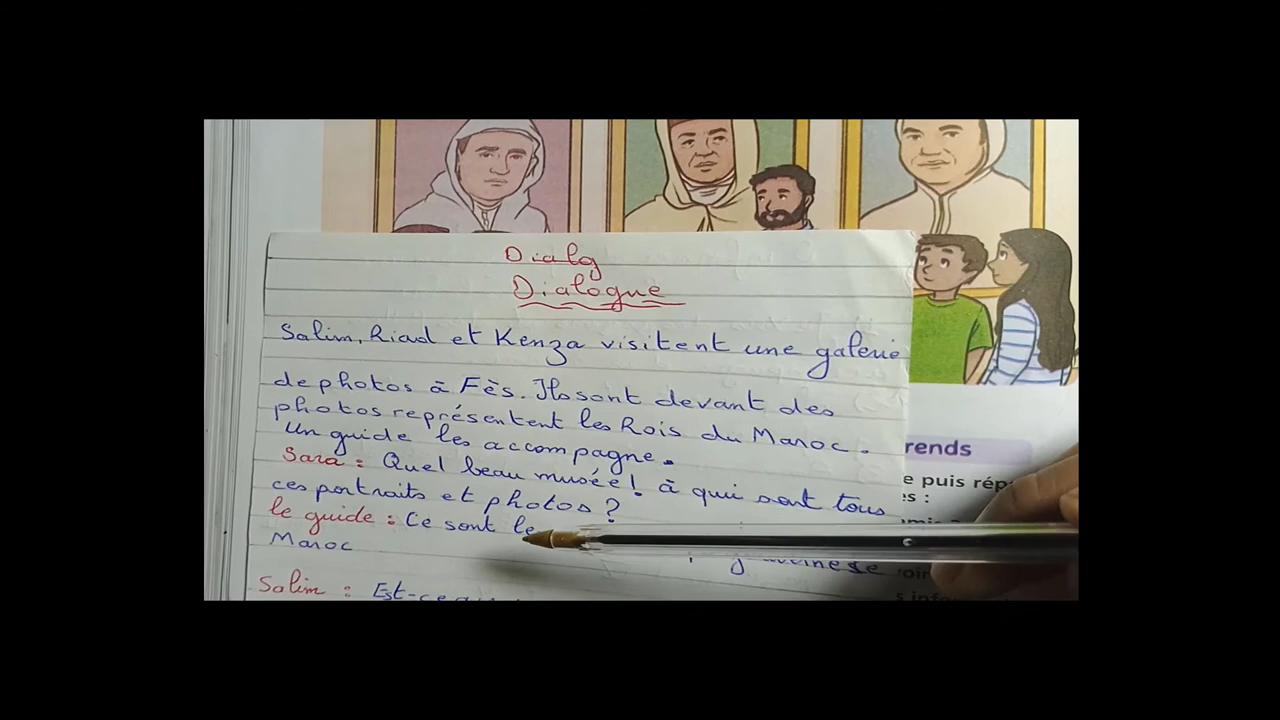 Dialg
Dialogue
Salim, Riad et Kenza visitent une galerie
de photos à Fès. Ils sont devant des
photos représentent les Rois du Maroc.
Un guide les accompagne.
Sara : Quel beau musée! à qui sont tous
ces portraits et photos ?
le guide : Ce sont le
Maroc
Salim : Est-ce
rends
e puis rép
es :